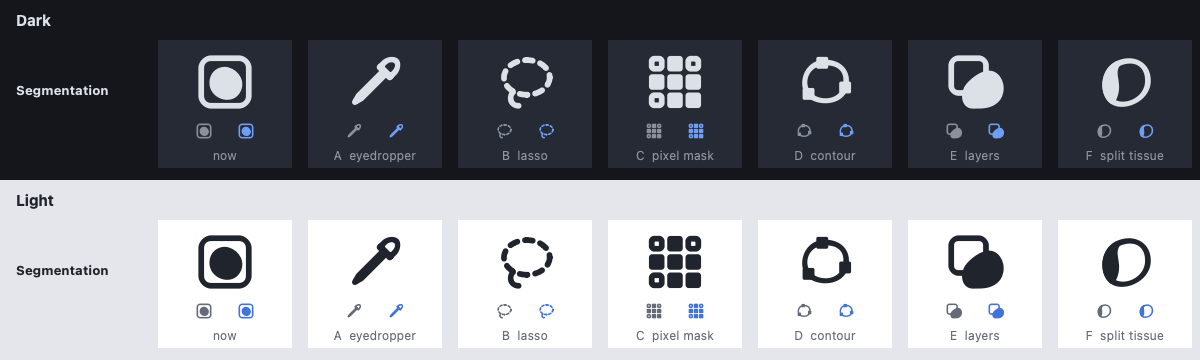 Dark
Segmentation
now
A eyedropper
B lasso
C pixel mask
D contour
E layers
F split tissue
Light
Segmentation
now
A eyedropper
B lasso
C pixel mask
D contour
E layers
F split tissue